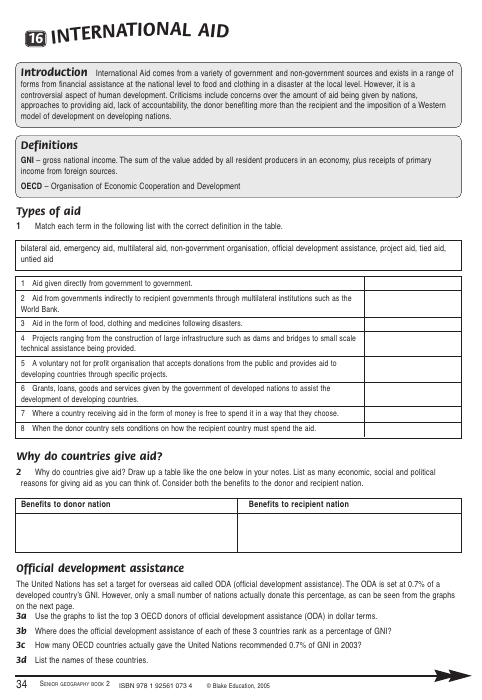 16 INTERNATIONAL AID
Introduction International Aid comes from a variety of government and non-government sources and exists in a range of
forms from financial assistance at the national level to food and clothing in a disaster at the local level. However, it is a
controversial aspect of human development. Criticisms include concerns over the amount of aid being given by nations,
approaches to providing aid, lack of accountability, the donor benefiting more than the recipient and the imposition of a Western
model of development on developing nations.
Definitions
GNI – gross national income. The sum of the value added by all resident producers in an economy, plus receipts of primary
income from foreign sources.
OECD – Organisation of Economic Cooperation and Development
Types of aid
1 Match each term in the following list with the correct definition in the table.
bilateral aid, emergency aid, multilateral aid, non-government organisation, official development assistance, project aid, tied aid,
untied aid
1 Aid given directly from government to government.
2 Aid from governments indirectly to recipient governments through multilateral institutions such as the
World Bank.
3 Aid in the form of food, clothing and medicines following disasters.
4 Projects ranging from the construction of large infrastructure such as dams and bridges to small scale
technical assistance being provided.
5 A voluntary not for profit organisation that accepts donations from the public and provides aid to
developing countries through specific projects.
6 Grants, loans, goods and services given by the government of developed nations to assist the
development of developing countries.
7 Where a country receiving aid in the form of money is free to spend it in a way that they choose.
8 When the donor country sets conditions on how the recipient country must spend the aid.
Why do countries give aid?
2 Why do countries give aid? Draw up a table like the one below in your notes. List as many economic, social and political
reasons for giving aid as you can think of. Consider both the benefits to the donor and recipient nation.
Benefits to donor nation Benefits to recipient nation
Official development assistance
The United Nations has set a target for overseas aid called ODA (official development assistance). The ODA is set at 0.7% of a
developed country's GNI. However, only a small number of nations actually donate this percentage, as can be seen from the graphs
on the next page.
3a Use the graphs to list the top 3 OECD donors of official development assistance (ODA) in dollar terms.
3b Where does the official development assistance of each of these 3 countries rank as a percentage of GNI?
3c How many OECD countries actually gave the United Nations recommended 0.7% of GNI in 2003?
3d List the names of these countries.
34 SENIOR GEOGRAPHY BOOK 2 ISBN 978 1 92561 073 4 © Blake Education, 2005